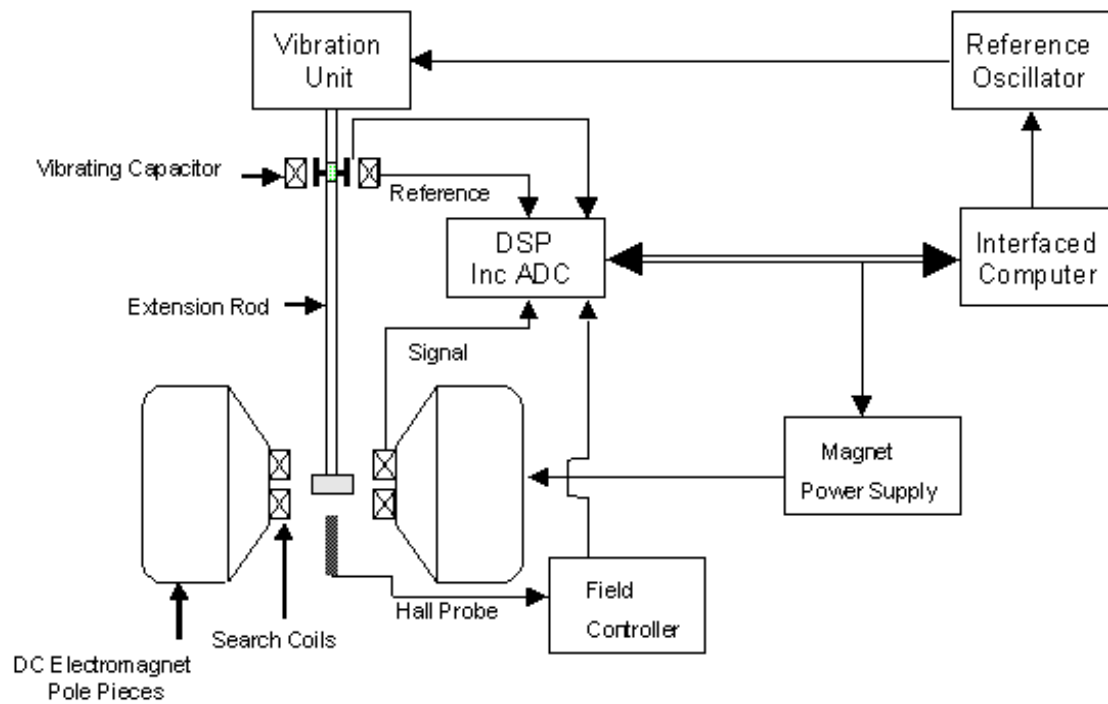 Vibration
Unit
Reference
Oscillator
Vibrating Capacitor
Reference
DSP
Inc ADC
Interfaced
Computer
Extension Rod
Signal
Magnet
Power Supply
Hall Probe
Field
Controller
Search Coils
DC Electromagnet
Pole Pieces